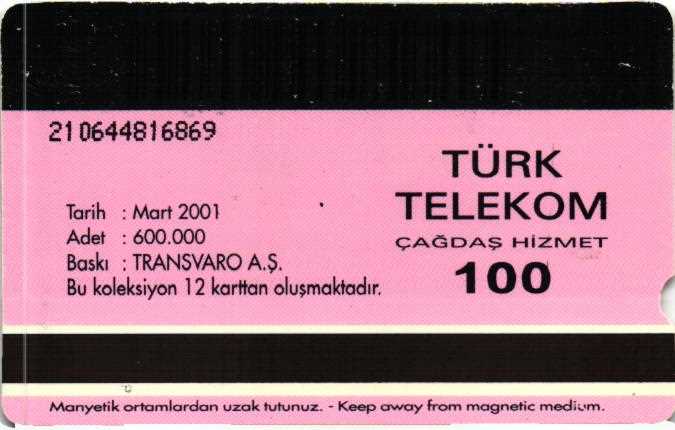 210644816869
TÜRK
TELEKOM
ÇAĞDAŞ HİZMET
100
Tarih : Mart 2001
Adet : 600.000
Baskı : TRANSVARO A.Ş.
Bu koleksiyon 12 karttan oluşmaktadır.
Manyetik ortamlardan uzak tutunuz. - Keep away from magnetic medium.